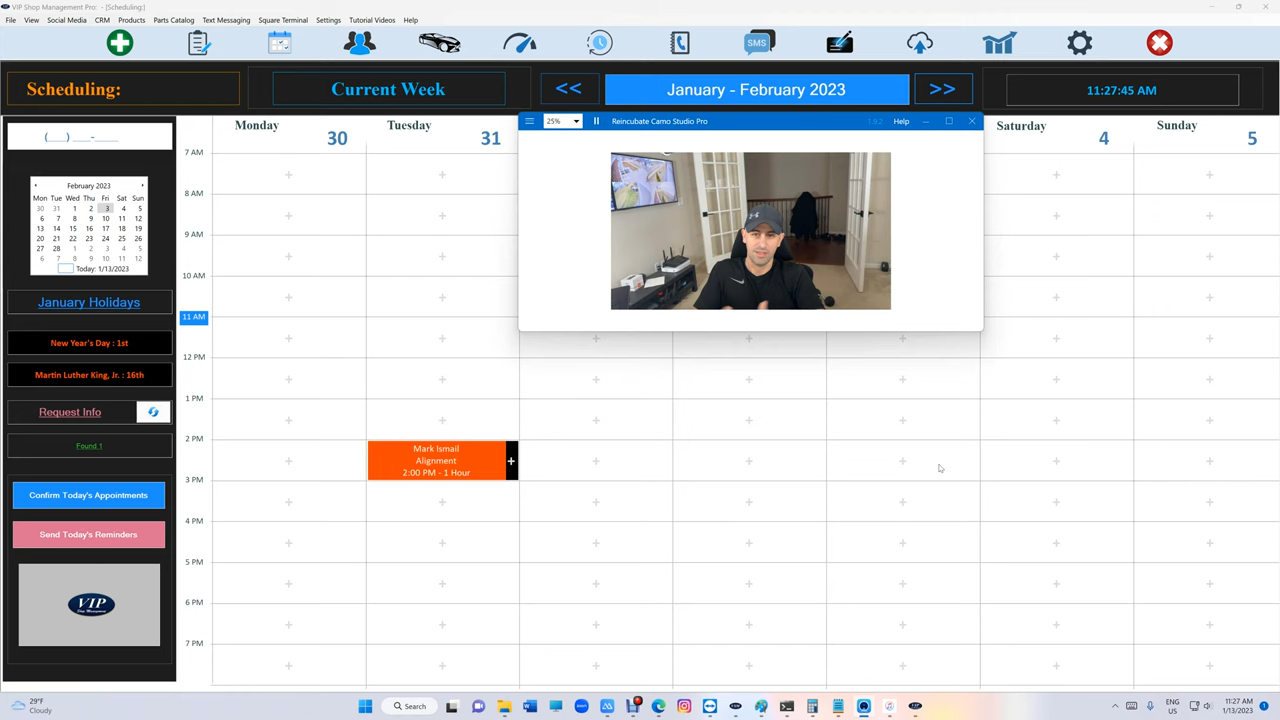 VIP Shop Management Pro: - [Scheduling:]
File View Social Media CRM Products Parts Catalog Text Messaging Square Terminal Settings Tutorial Videos Help
SMS
Scheduling:
Current Week
<<
January - February 2023
>>
11:27:45 AM
(___) ___-____
Monday 30
Tuesday 31
Saturday 4
Sunday 5
25%
Reincubate Camo Studio Pro
1.9.2
Help
February 2023
Mon Tue Wed Thu Fri Sat Sun
30 31 1 2 3 4 5
6 7 8 9 10 11 12
13 14 15 16 17 18 19
20 21 22 23 24 25 26
27 28 1 2 3 4 5
6 7 8 9 10 11 12
Today: 1/13/2023
January Holidays
New Year's Day : 1st
Martin Luther King, Jr. : 16th
Request Info
Found 1
Confirm Today's Appointments
Send Today's Reminders
VIP
Shop Management
7 AM
8 AM
9 AM
10 AM
11 AM
12 PM
1 PM
2 PM
3 PM
4 PM
5 PM
6 PM
7 PM
Mark Ismail
Alignment
2:00 PM - 1 Hour
+
29°F
Cloudy
Search
ENG
US
11:27 AM
1/13/2023